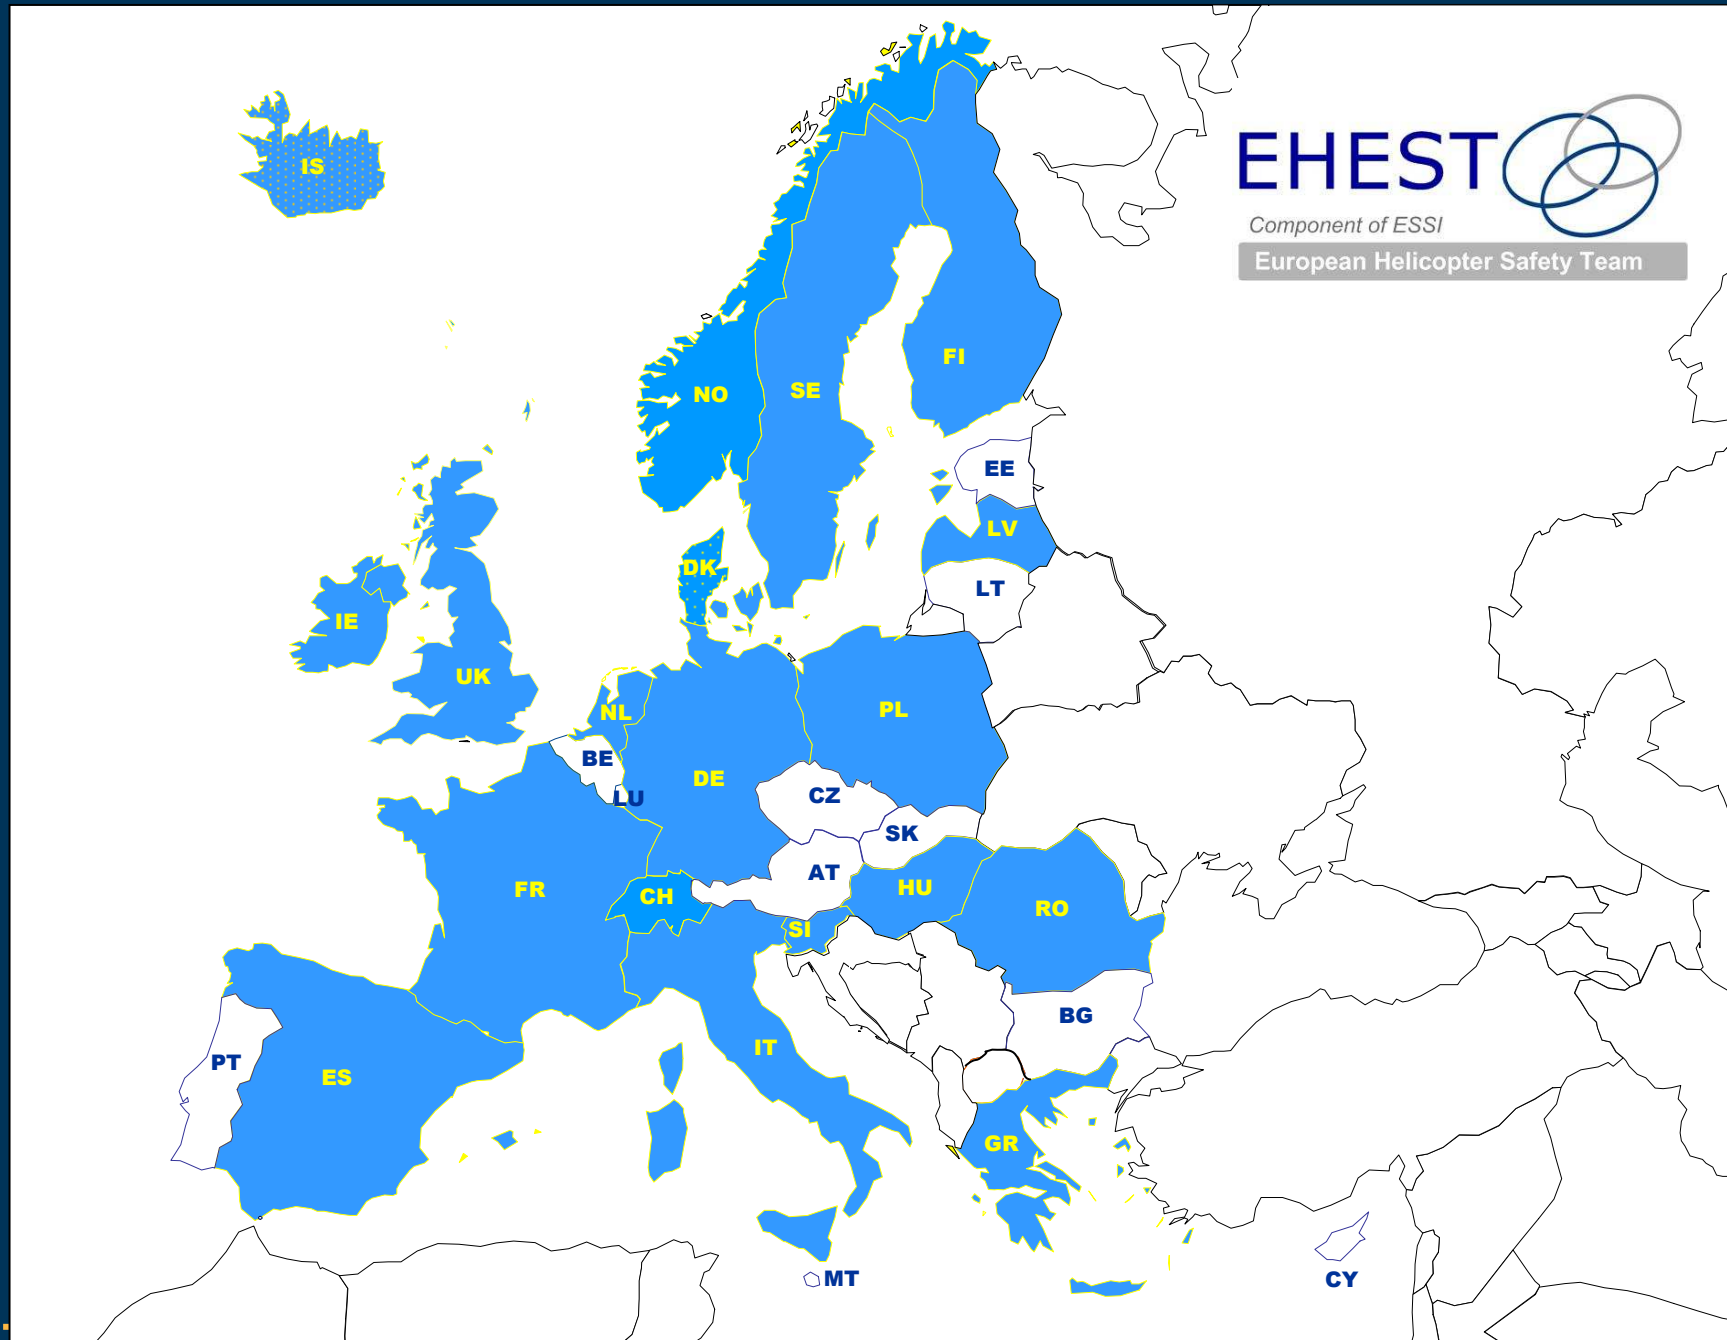 EHEST
Component of ESSI
European Helicopter Safety Team
IS
FI
SE
NO
EE
LV
DK
LT
IE
UK
NL
PL
BE
DE
CZ
LU
SK
AT
FR
HU
CH
RO
SI
BG
IT
PT
ES
GR
MT
CY